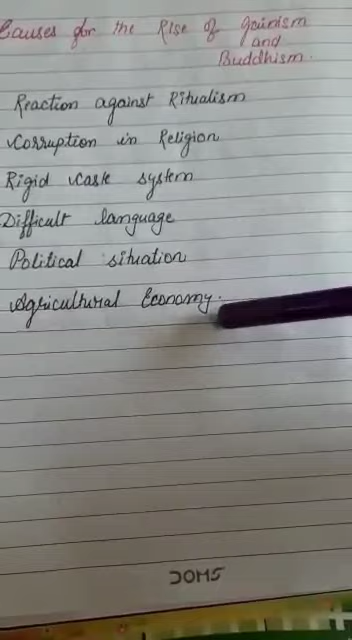 Causes for the Rise of Jainism
and
Buddhism.
Reaction against Ritualism
Corruption in Religion
Rigid Caste system
Difficult language
Political situation
Agricultural Economy.
DOMS